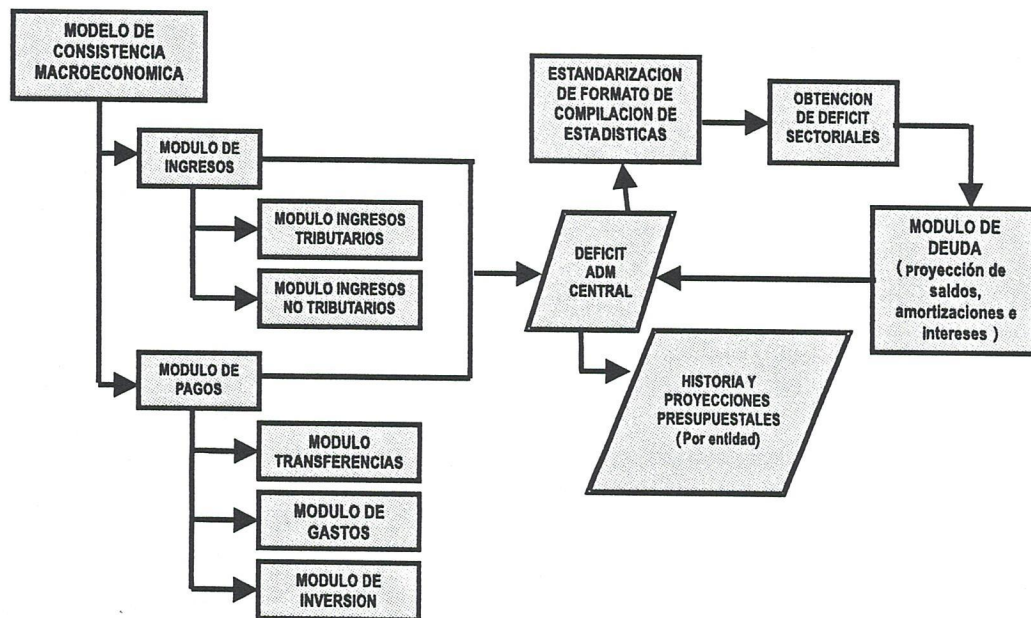 MODELO DE
CONSISTENCIA
MACROECONOMICA
MODULO DE
INGRESOS
MODULO INGRESOS
TRIBUTARIOS
MODULO INGRESOS
NO TRIBUTARIOS
MODULO DE
PAGOS
MODULO
TRANSFERENCIAS
MODULO DE
GASTOS
MODULO DE
INVERSION
ESTANDARIZACION
DE FORMATO DE
COMPILACION DE
ESTADISTICAS
OBTENCION
DE DEFICIT
SECTORIALES
DEFICIT
ADM
CENTRAL
MODULO DE
DEUDA
( proyección de
saldos,
amortizaciones e
intereses )
HISTORIA Y
PROYECCIONES
PRESUPUESTALES
(Por entidad)